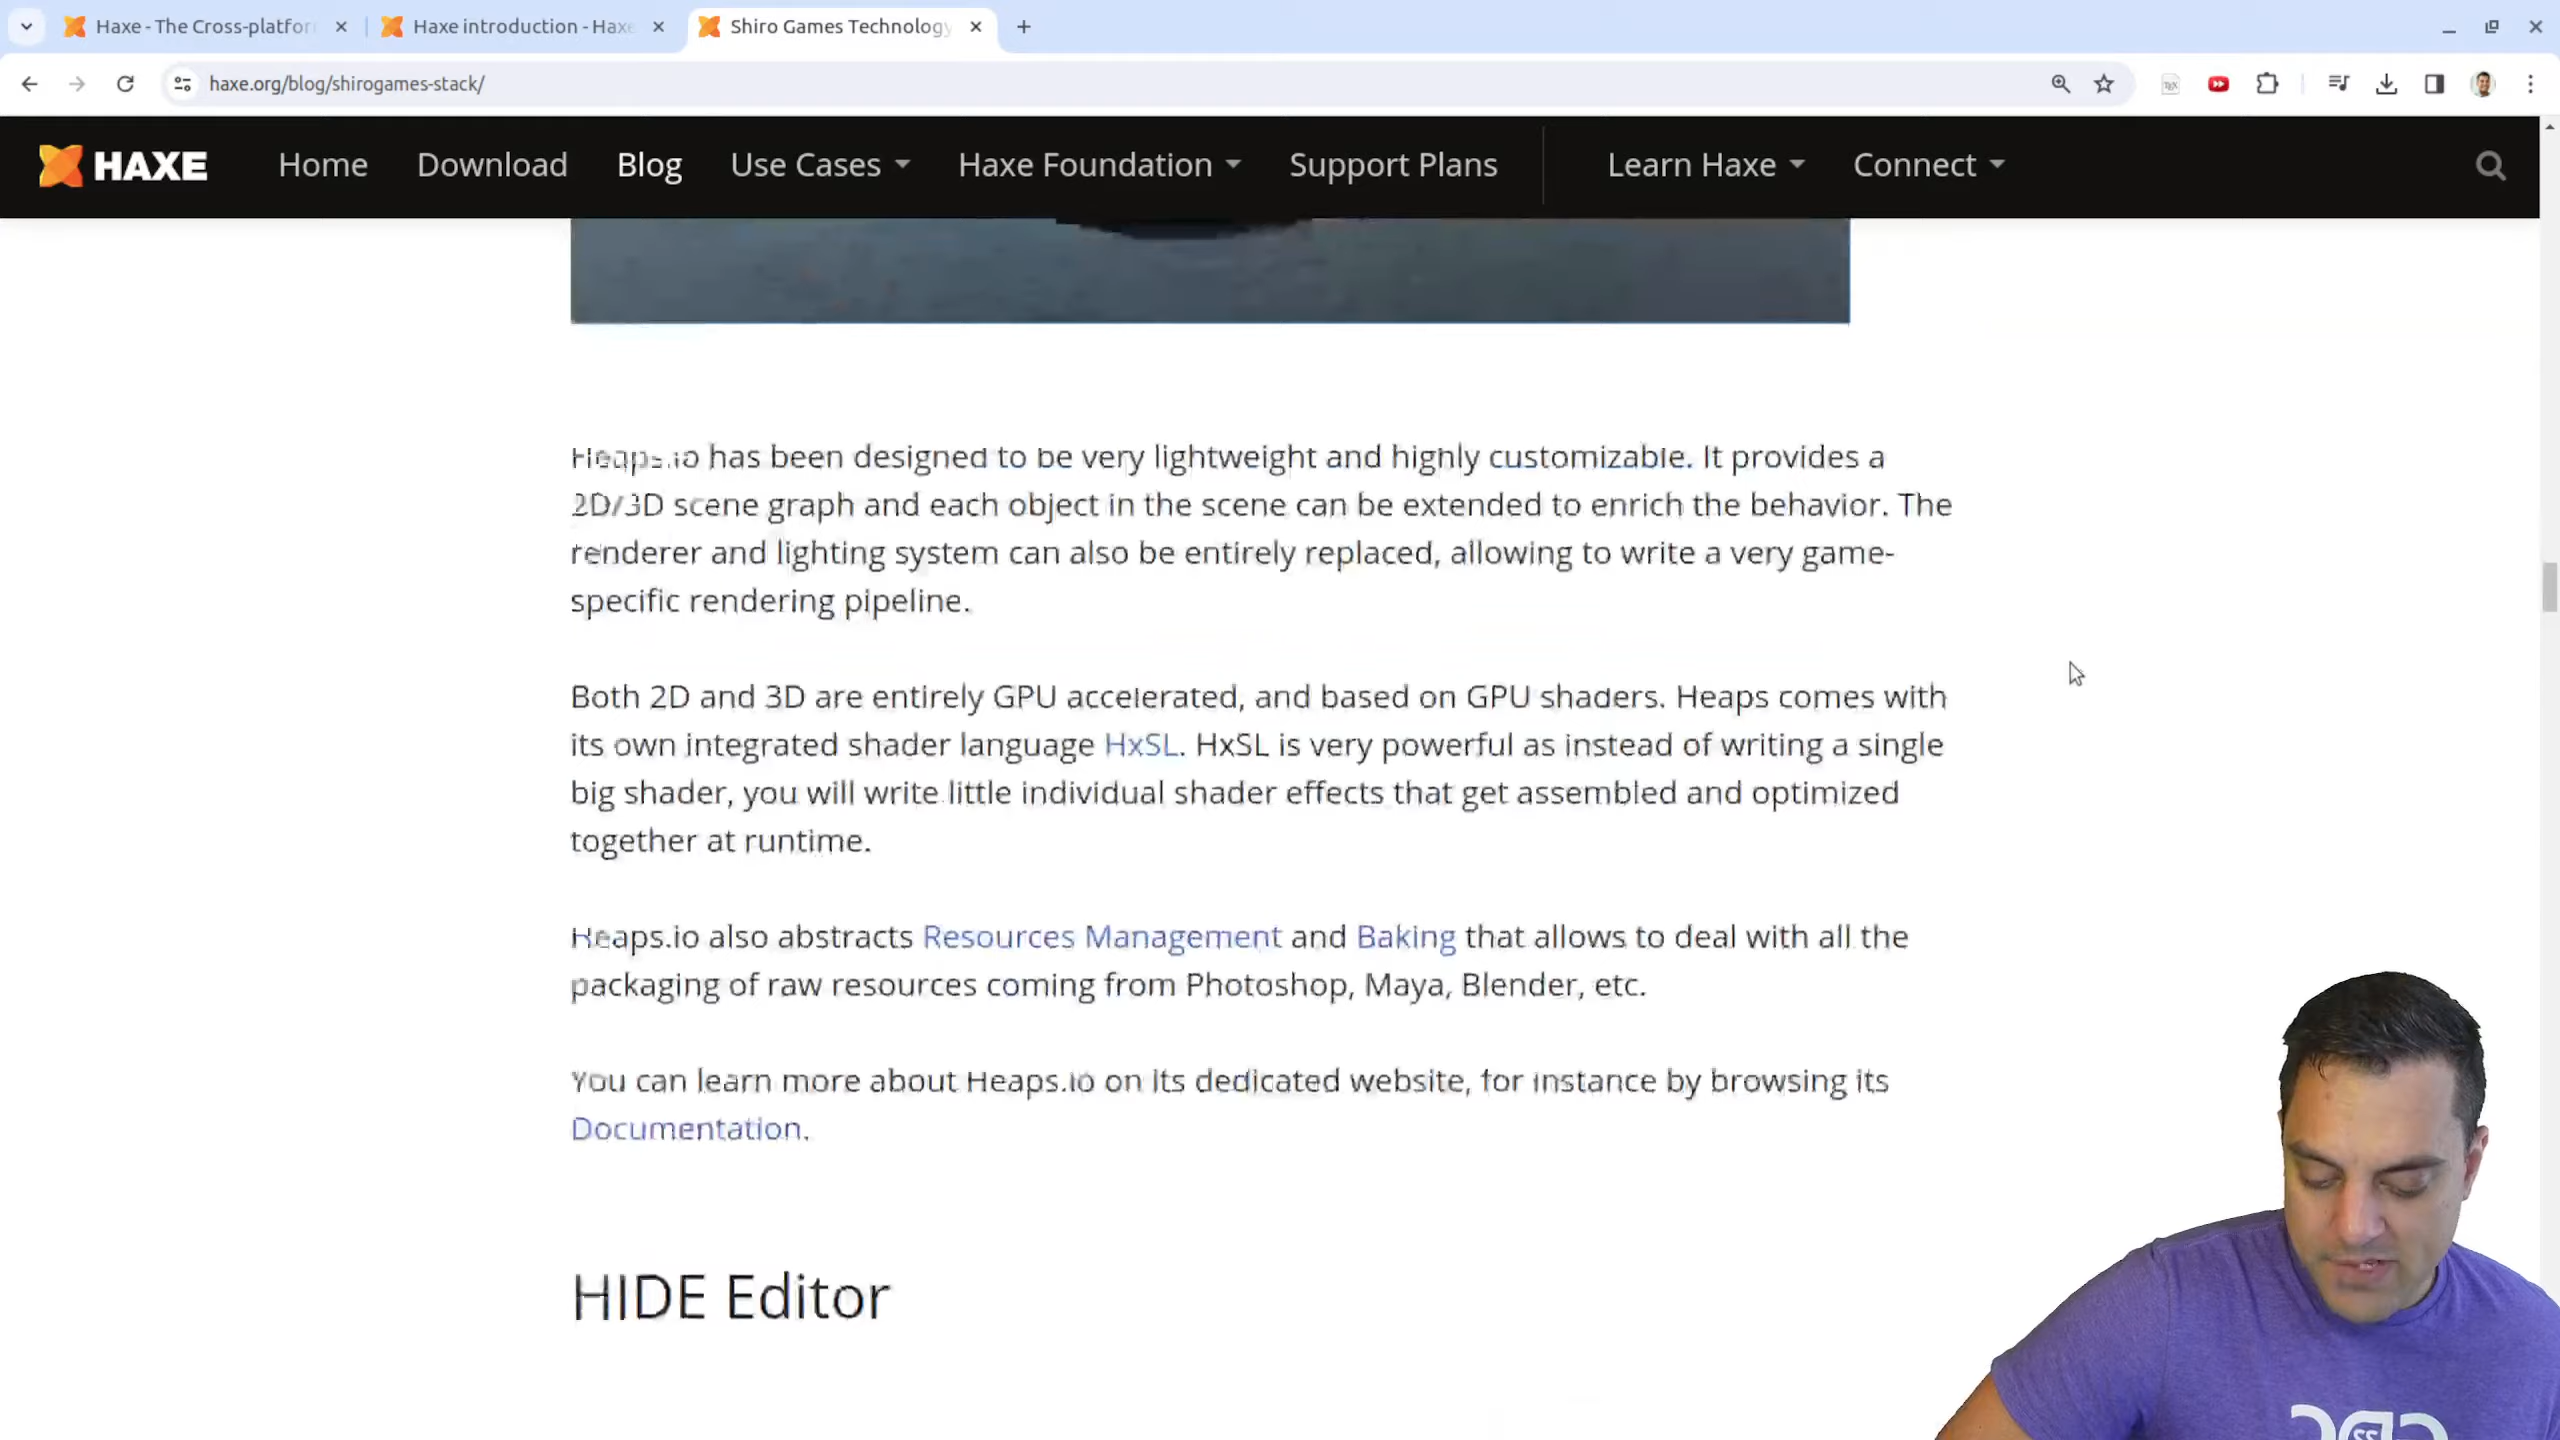 Haxe - The Cross-platfor
Haxe introduction - Haxe
Shiro Games Technology
haxe.org/blog/shirogames-stack/
HAXE
Home
Download
Blog
Use Cases
Haxe Foundation
Support Plans
Learn Haxe
Connect
Heaps.io has been designed to be very lightweight and highly customizable. It provides a
2D/3D scene graph and each object in the scene can be extended to enrich the behavior. The
renderer and lighting system can also be entirely replaced, allowing to write a very game-
specific rendering pipeline.
Both 2D and 3D are entirely GPU accelerated, and based on GPU shaders. Heaps comes with
its own integrated shader language HxSL. HxSL is very powerful as instead of writing a single
big shader, you will write little individual shader effects that get assembled and optimized
together at runtime.
Heaps.io also abstracts Resources Management and Baking that allows to deal with all the
packaging of raw resources coming from Photoshop, Maya, Blender, etc.
You can learn more about Heaps.io on its dedicated website, for instance by browsing its
Documentation.
HIDE Editor